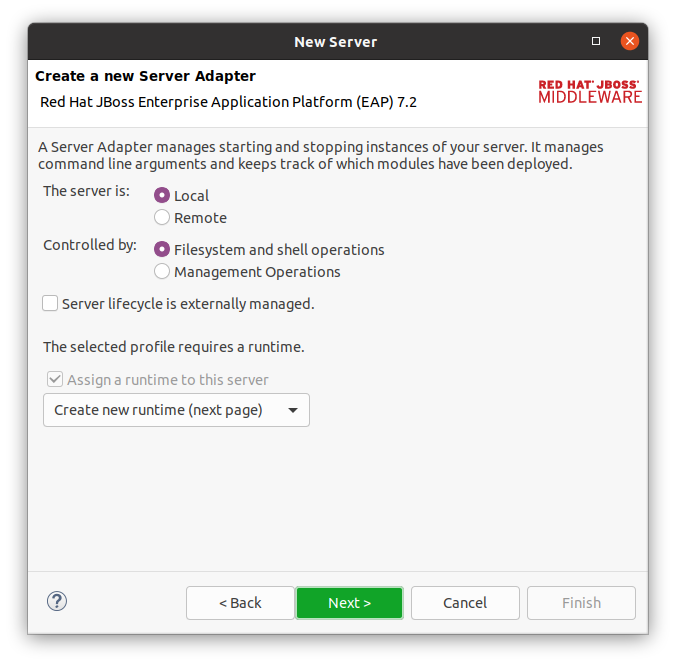 New Server
Create a new Server Adapter
Red Hat JBoss Enterprise Application Platform (EAP) 7.2
RED HAT® JBOSS®
MIDDLEWARE
A Server Adapter manages starting and stopping instances of your server. It manages
command line arguments and keeps track of which modules have been deployed.
The server is:
Local
Remote
Controlled by:
Filesystem and shell operations
Management Operations
Server lifecycle is externally managed.
The selected profile requires a runtime.
Assign a runtime to this server
Create new runtime (next page)
?
< Back
Next >
Cancel
Finish